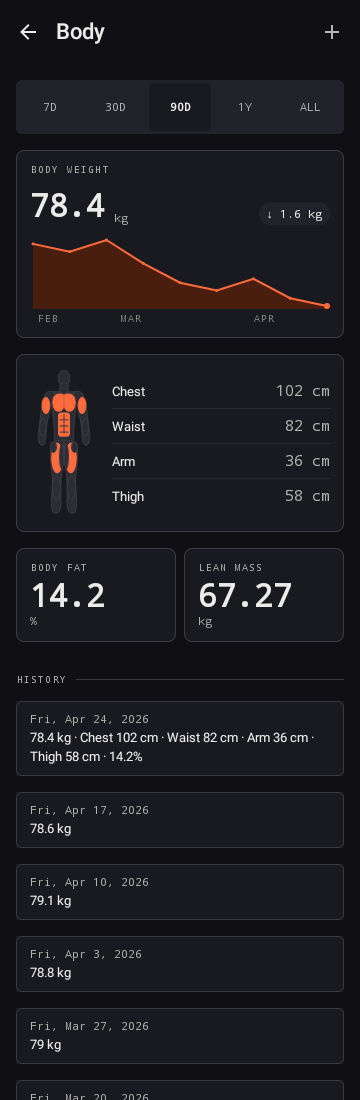 Body
7D 30D 90D 1Y ALL
BODY WEIGHT
78.4 kg
↓ 1.6 kg
FEB MAR APR
Chest 102 cm
Waist 82 cm
Arm 36 cm
Thigh 58 cm
BODY FAT
14.2
%
LEAN MASS
67.27
kg
HISTORY
Fri, Apr 24, 2026
78.4 kg · Chest 102 cm · Waist 82 cm · Arm 36 cm ·
Thigh 58 cm · 14.2%
Fri, Apr 17, 2026
78.6 kg
Fri, Apr 10, 2026
79.1 kg
Fri, Apr 3, 2026
78.8 kg
Fri, Mar 27, 2026
79 kg
Fri, Mar 20, 2026